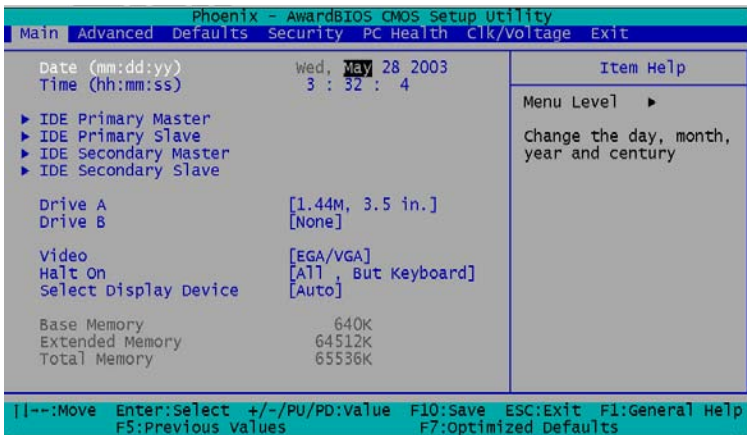 Phoenix - AwardBIOS CMOS Setup Utility
Main Advanced Defaults Security PC Health Clk/Voltage Exit
Date (mm:dd:yy) Wed, May 28 2003
Time (hh:mm:ss) 3 : 32 : 4
▶ IDE Primary Master
▶ IDE Primary Slave
▶ IDE Secondary Master
▶ IDE Secondary Slave
Drive A [1.44M, 3.5 in.]
Drive B [None]
Video [EGA/VGA]
Halt On [All , But Keyboard]
Select Display Device [Auto]
Base Memory 640K
Extended Memory 64512K
Total Memory 65536K
Item Help
Menu Level ▶
Change the day, month,
year and century
||--:Move Enter:Select +/-/PU/PD:Value F10:Save ESC:Exit F1:General Help
F5:Previous Values F7:Optimized Defaults